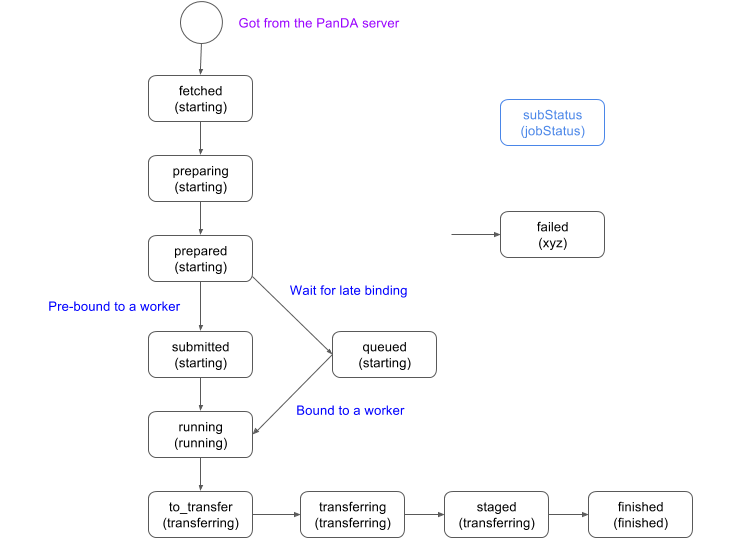 Got from the PanDA server
fetched
(starting)
subStatus
(jobStatus)
preparing
(starting)
failed
(xyz)
prepared
(starting)
Wait for late binding
Pre-bound to a worker
submitted
(starting)
queued
(starting)
Bound to a worker
running
(running)
to_transfer
(transferring)
transferring
(transferring)
staged
(transferring)
finished
(finished)